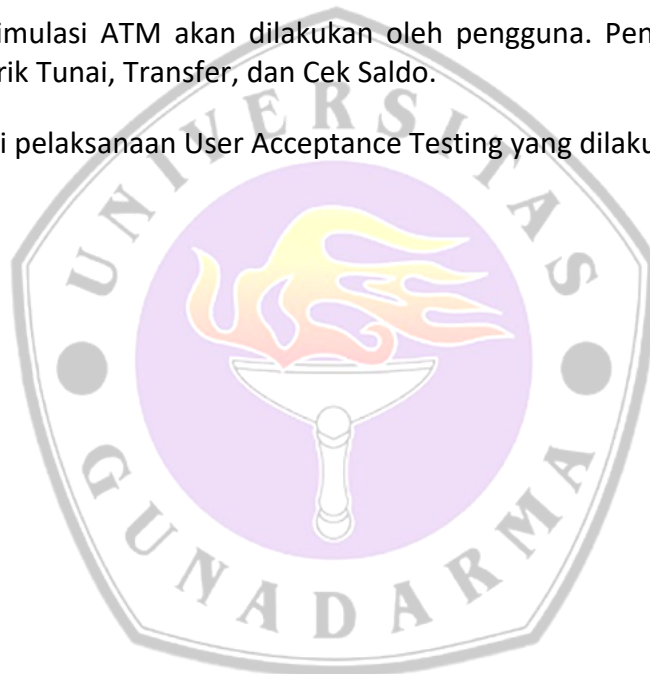 imulasi ATM akan dilakukan oleh pengguna. Pen
rik Tunai, Transfer, dan Cek Saldo.
i pelaksanaan User Acceptance Testing yang dilaku
UNIVERSITAS
GUNADARMA